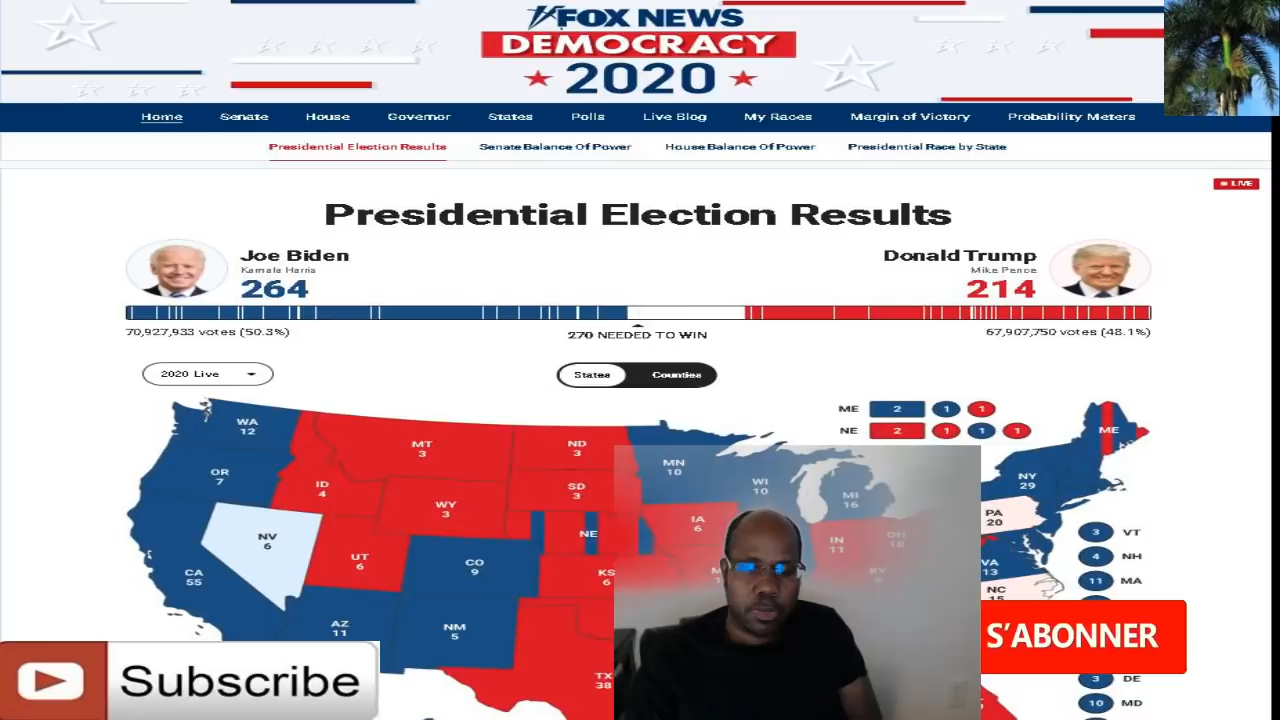 FOX NEWS
DEMOCRACY
2020
Home Senate House Governor States Polls Live Blog My Races Margin of Victory Probability Meters
Presidential Election Results Senate Balance Of Power House Balance Of Power Presidential Race by State
LIVE
Presidential Election Results
Joe Biden
Kamala Harris
264
Donald Trump
Mike Pence
214
70,927,933 votes (50.3%)
270 NEEDED TO WIN
67,907,750 votes (48.1%)
2020 Live
States Counties
ME 2 1 1
NE 2 1 1 1
WA
12
MT
3
ND
3
ME
OR
7
ID
4
SD
3
MN
10
WI
10
MI
16
NY
29
WY
3
PA
20
NV
6
NE
IA
6
IN
11
OH
18
3 VT
UT
6
CO
9
4 NH
CA
55
KS
6
KY
8
VA
13
11 MA
NC
15
AZ
11
NM
5
S'ABONNER
TX
38
3 DE
10 MD
Subscribe